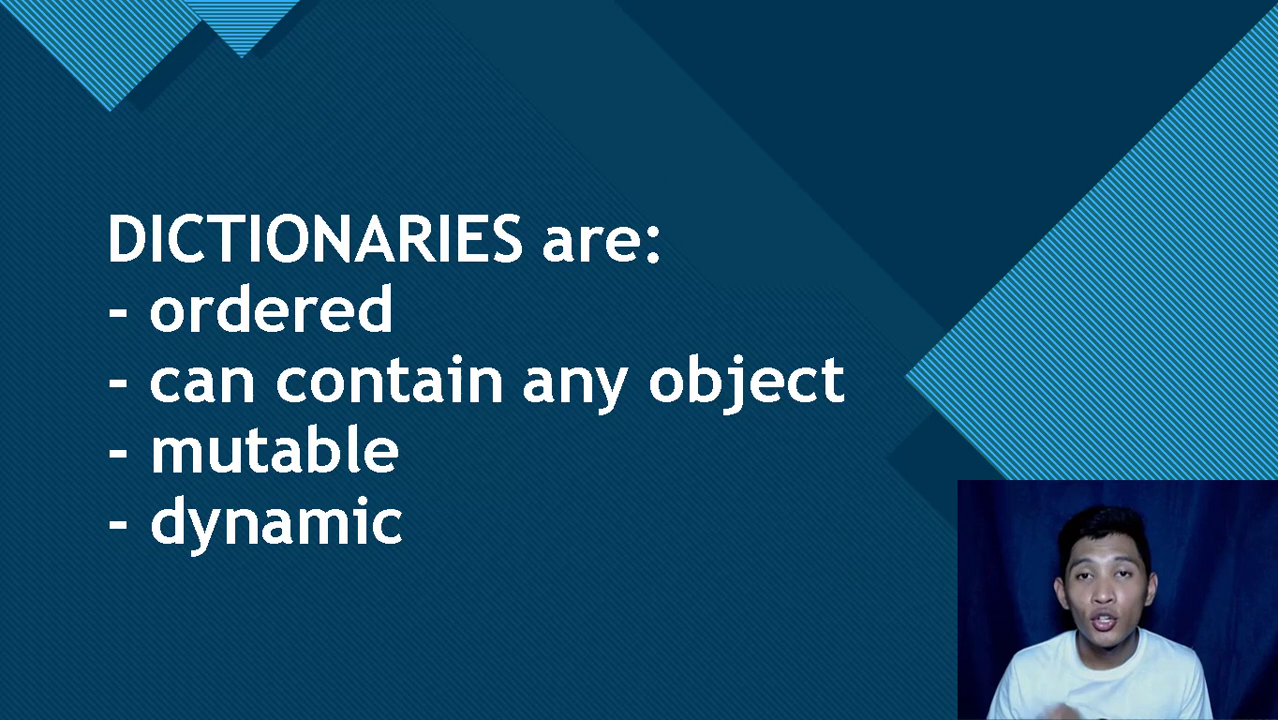 DICTIONARIES are:
- ordered
- can contain any object
- mutable
- dynamic